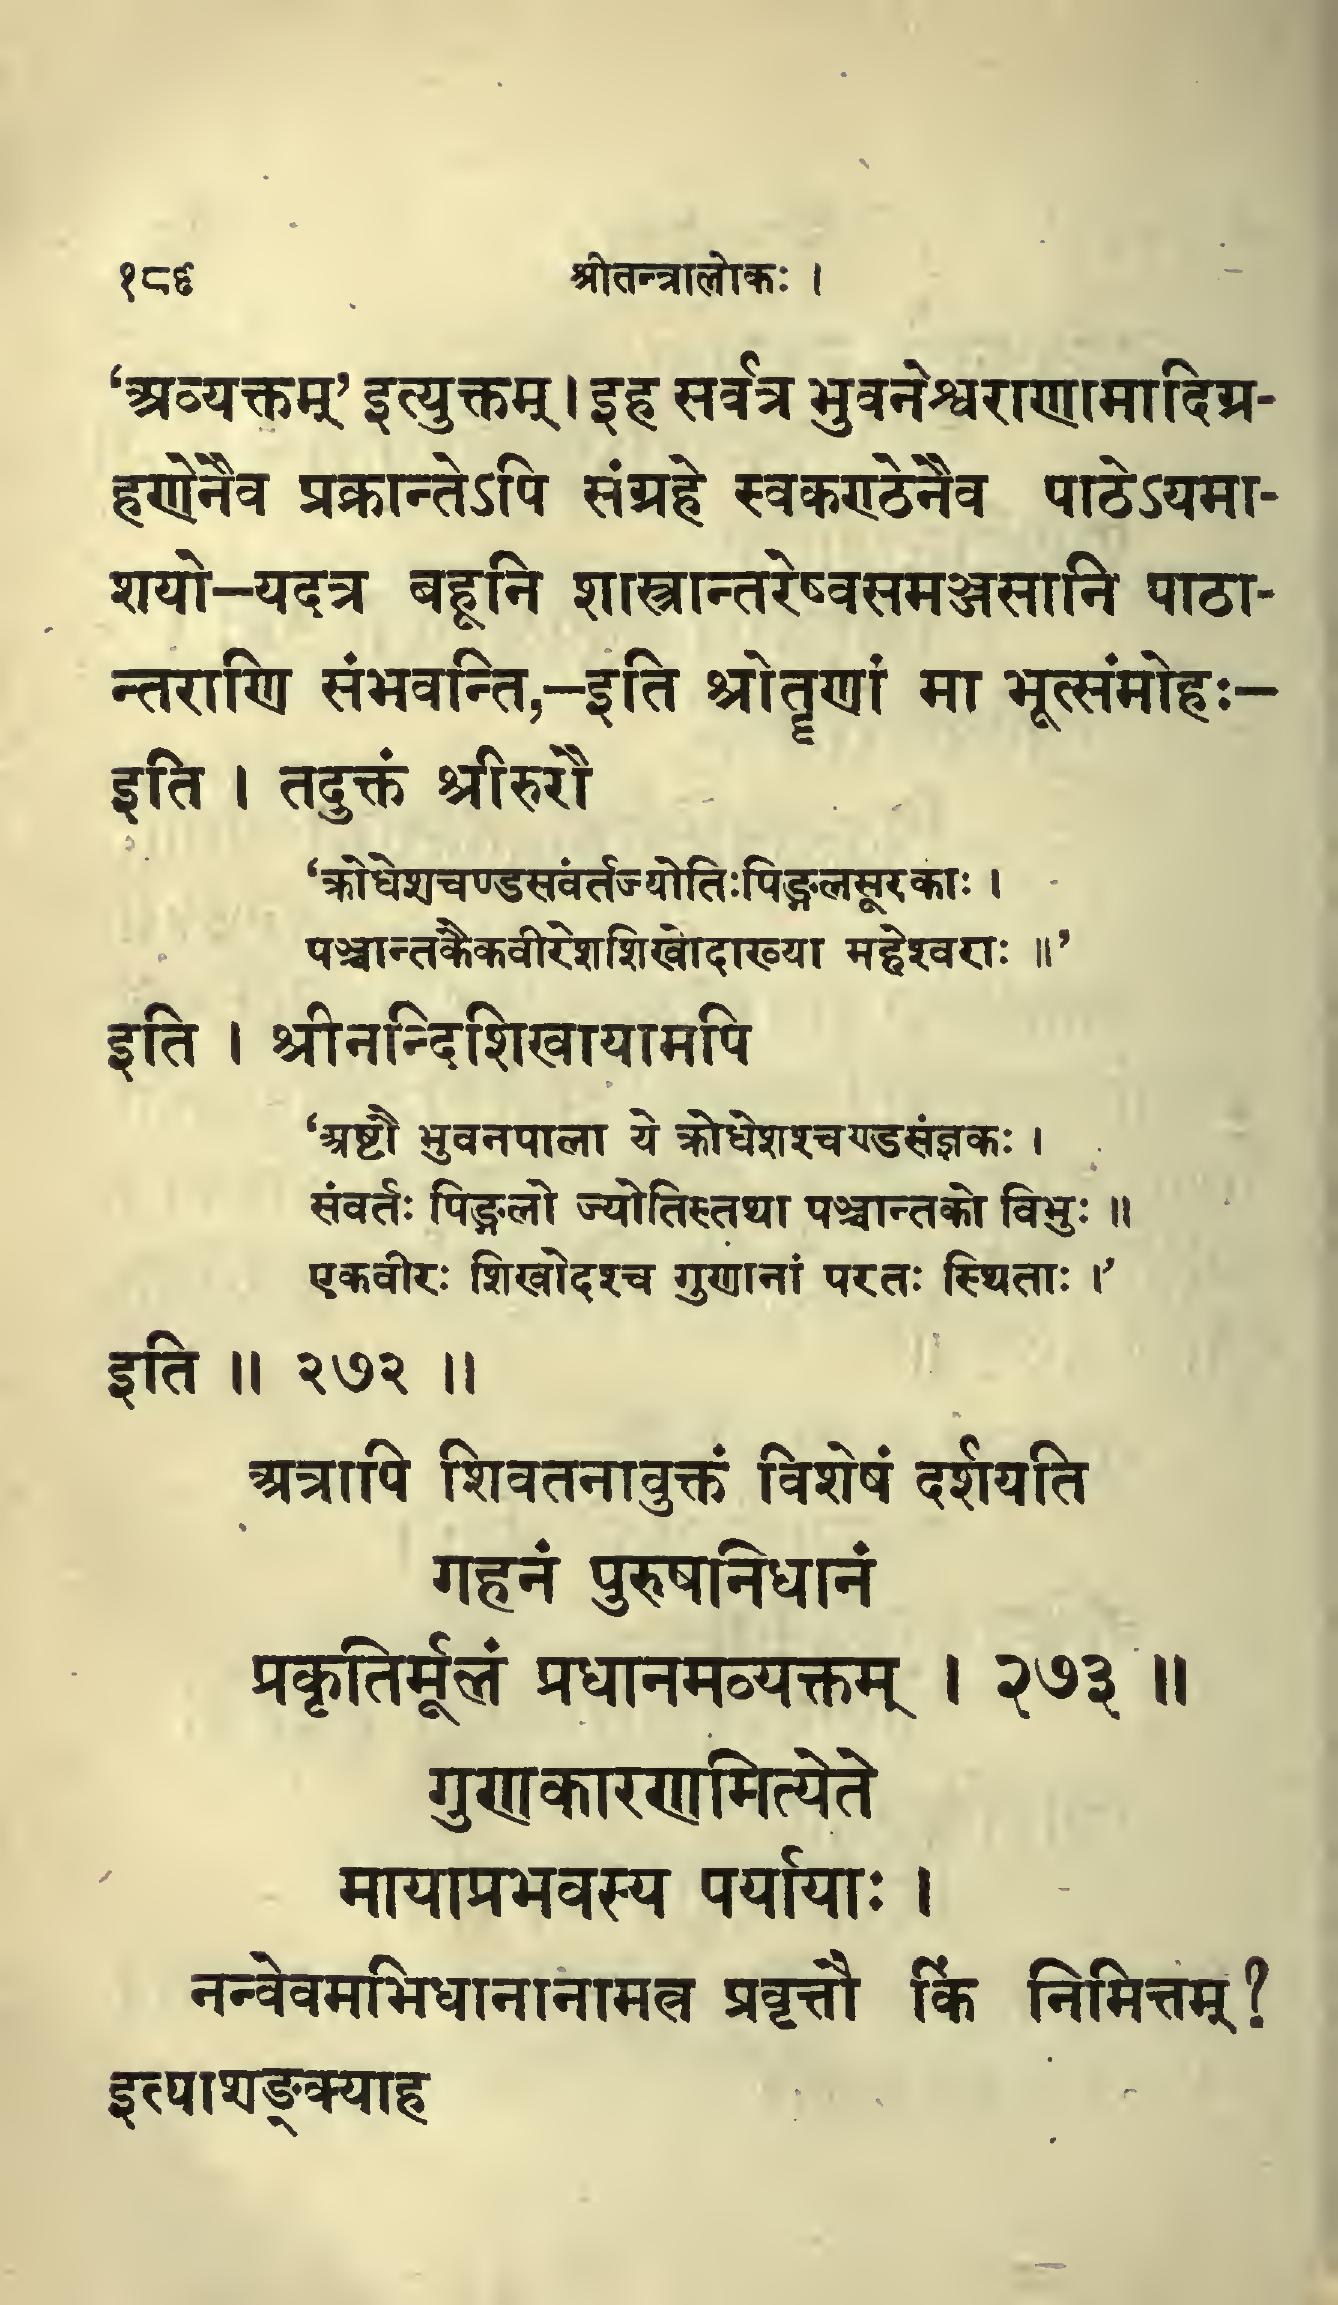 १८६ श्रीतन्त्रालोकः ।
‘अव्यक्तम्’ इत्युक्तम् । इह सर्वत्र भुवनेश्वराणामादिग्र-
हणेनैव प्रक्रान्तेऽपि संग्रहे स्वकण्ठेनैव पाठेऽयमा-
शयो—यदत्र बहूनि शास्त्रान्तरेष्वसमञ्जसानि पाठा-
न्तराणि संभवन्ति,—इति श्रोतॄणां मा भूत्संमोहः—
इति । तदुक्तं श्रीरुरौ
‘क्रोधेशचण्डसंवर्तज्योतिःपिङ्गलसूरकाः ।
पञ्चान्तकैकवीरेशशिखोदाख्या महेश्वराः ॥’
इति । श्रीनन्दिशिखायामपि
‘अष्टौ भुवनपाला ये क्रोधेशश्चण्डसंज्ञकः ।
संवर्तः पिङ्गलो ज्योतिस्तथा पञ्चान्तको विभुः ॥
एकवीरः शिखोदश्च गुणानां परतः स्थिताः ।’
इति ॥ २७२ ॥
अत्रापि शिवतनावुक्तं विशेषं दर्शयति
गहनं पुरुषनिधानं
प्रकृतिर्मूलं प्रधानमव्यक्तम् । २७३ ॥
गुणकारणमित्येते
मायाप्रभवस्य पर्यायाः ।
नन्वेवमभिधानानामत्र प्रवृत्तौ किं निमित्तम् ?
इत्याशङ्क्याह